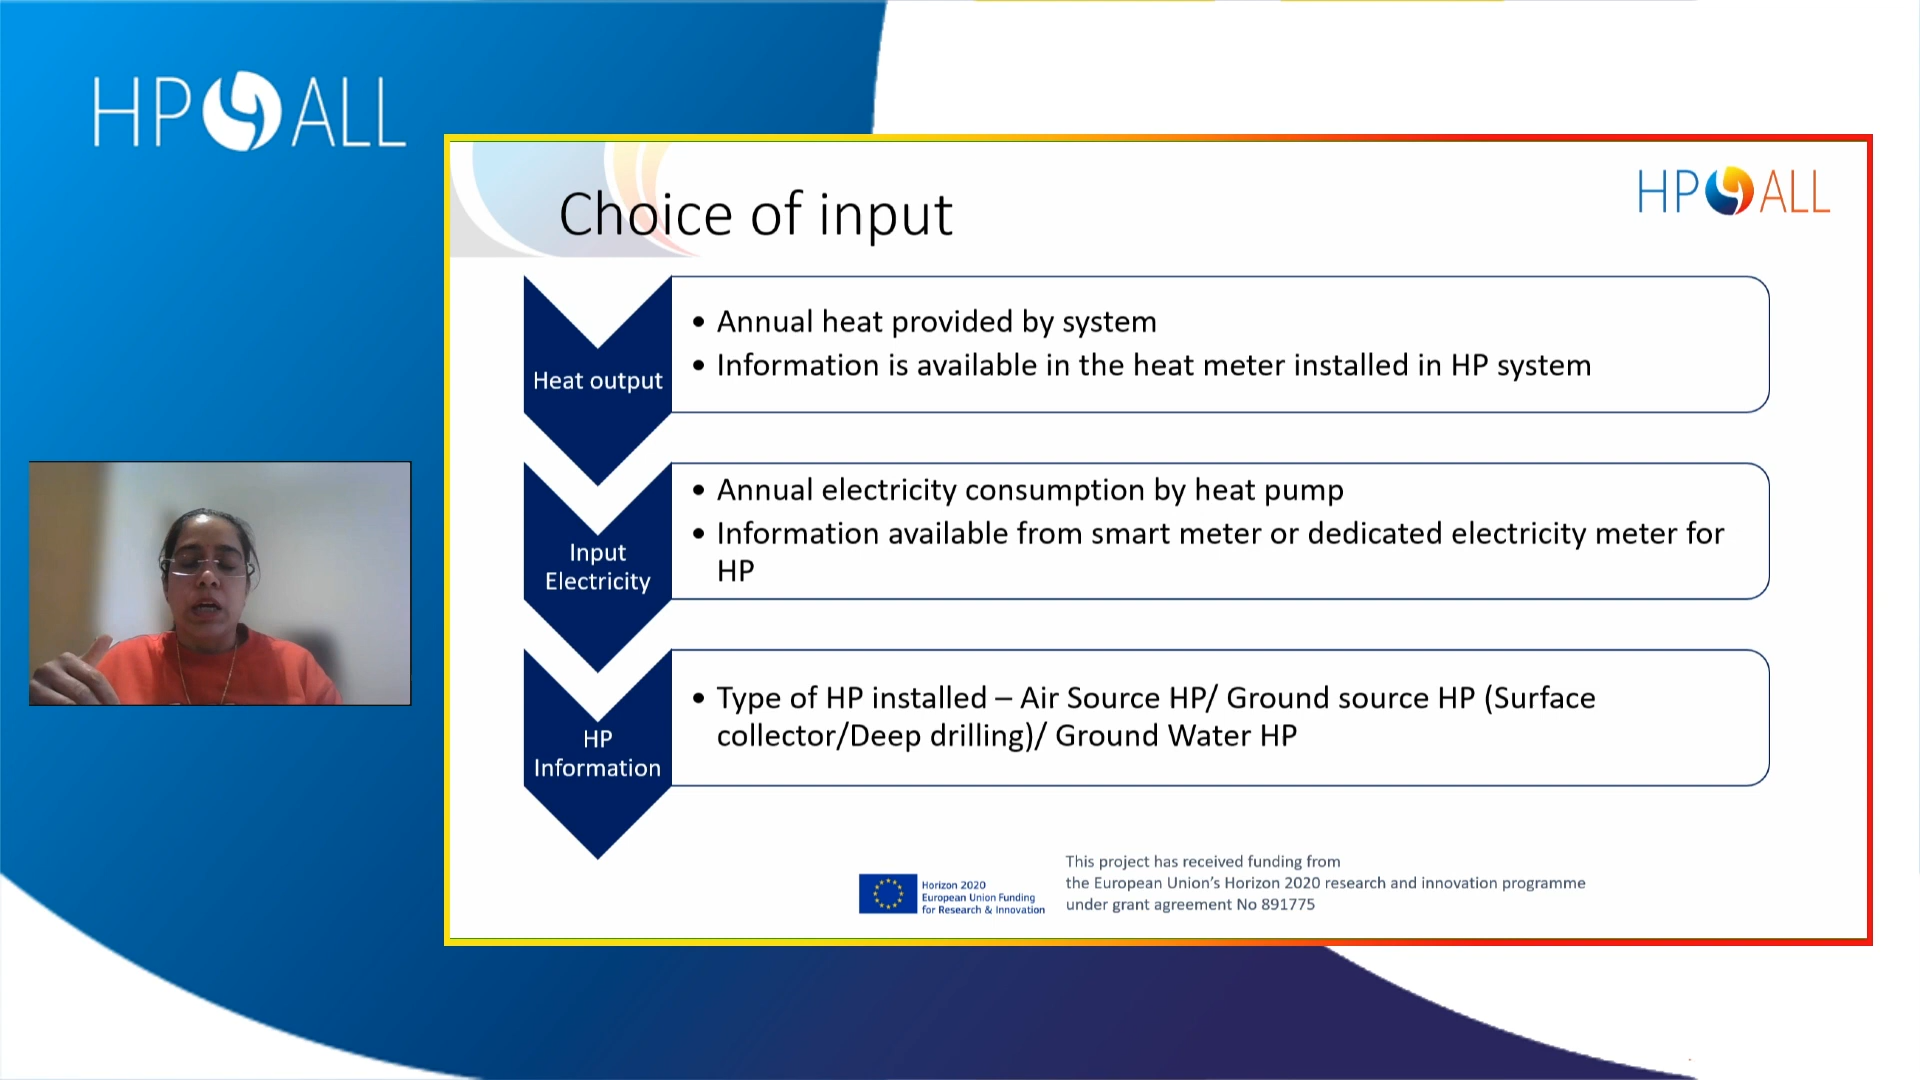 HP4ALL
HP4ALL
Choice of input
Heat output
• Annual heat provided by system
• Information is available in the heat meter installed in HP system
Input
Electricity
• Annual electricity consumption by heat pump
• Information available from smart meter or dedicated electricity meter for
HP
HP
Information
• Type of HP installed – Air Source HP/ Ground source HP (Surface
collector/Deep drilling)/ Ground Water HP
Horizon 2020
European Union Funding
for Research & Innovation
This project has received funding from
the European Union’s Horizon 2020 research and innovation programme
under grant agreement No 891775